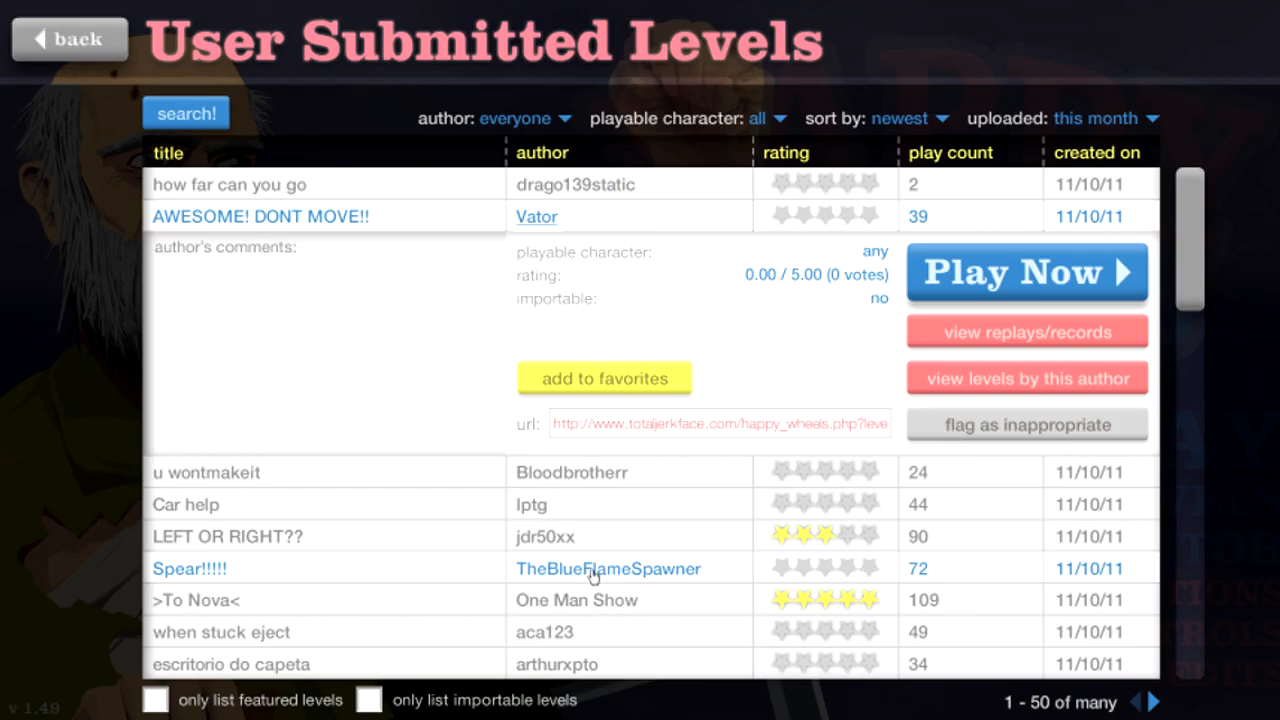 back
User Submitted Levels
search!
author: everyone
playable character: all
sort by: newest
uploaded: this month
title author rating play count created on
how far can you go drago139static 2 11/10/11
AWESOME! DONT MOVE!! Vator 39 11/10/11
author's comments:
playable character: any
rating: 0.00 / 5.00 (0 votes)
importable: no
Play Now
view replays/records
add to favorites
view levels by this author
url: http://www.totaljerkface.com/happy_wheels.php?leve
flag as inappropriate
u wontmakeit Bloodbrotherr 24 11/10/11
Car help lptg 44 11/10/11
LEFT OR RIGHT?? jdr50xx 90 11/10/11
Spear!!!!! TheBlueFlameSpawner 72 11/10/11
>To Nova< One Man Show 109 11/10/11
when stuck eject aca123 49 11/10/11
escritorio do capeta arthurxpto 34 11/10/11
only list featured levels
only list importable levels
1 - 50 of many
v 1.49